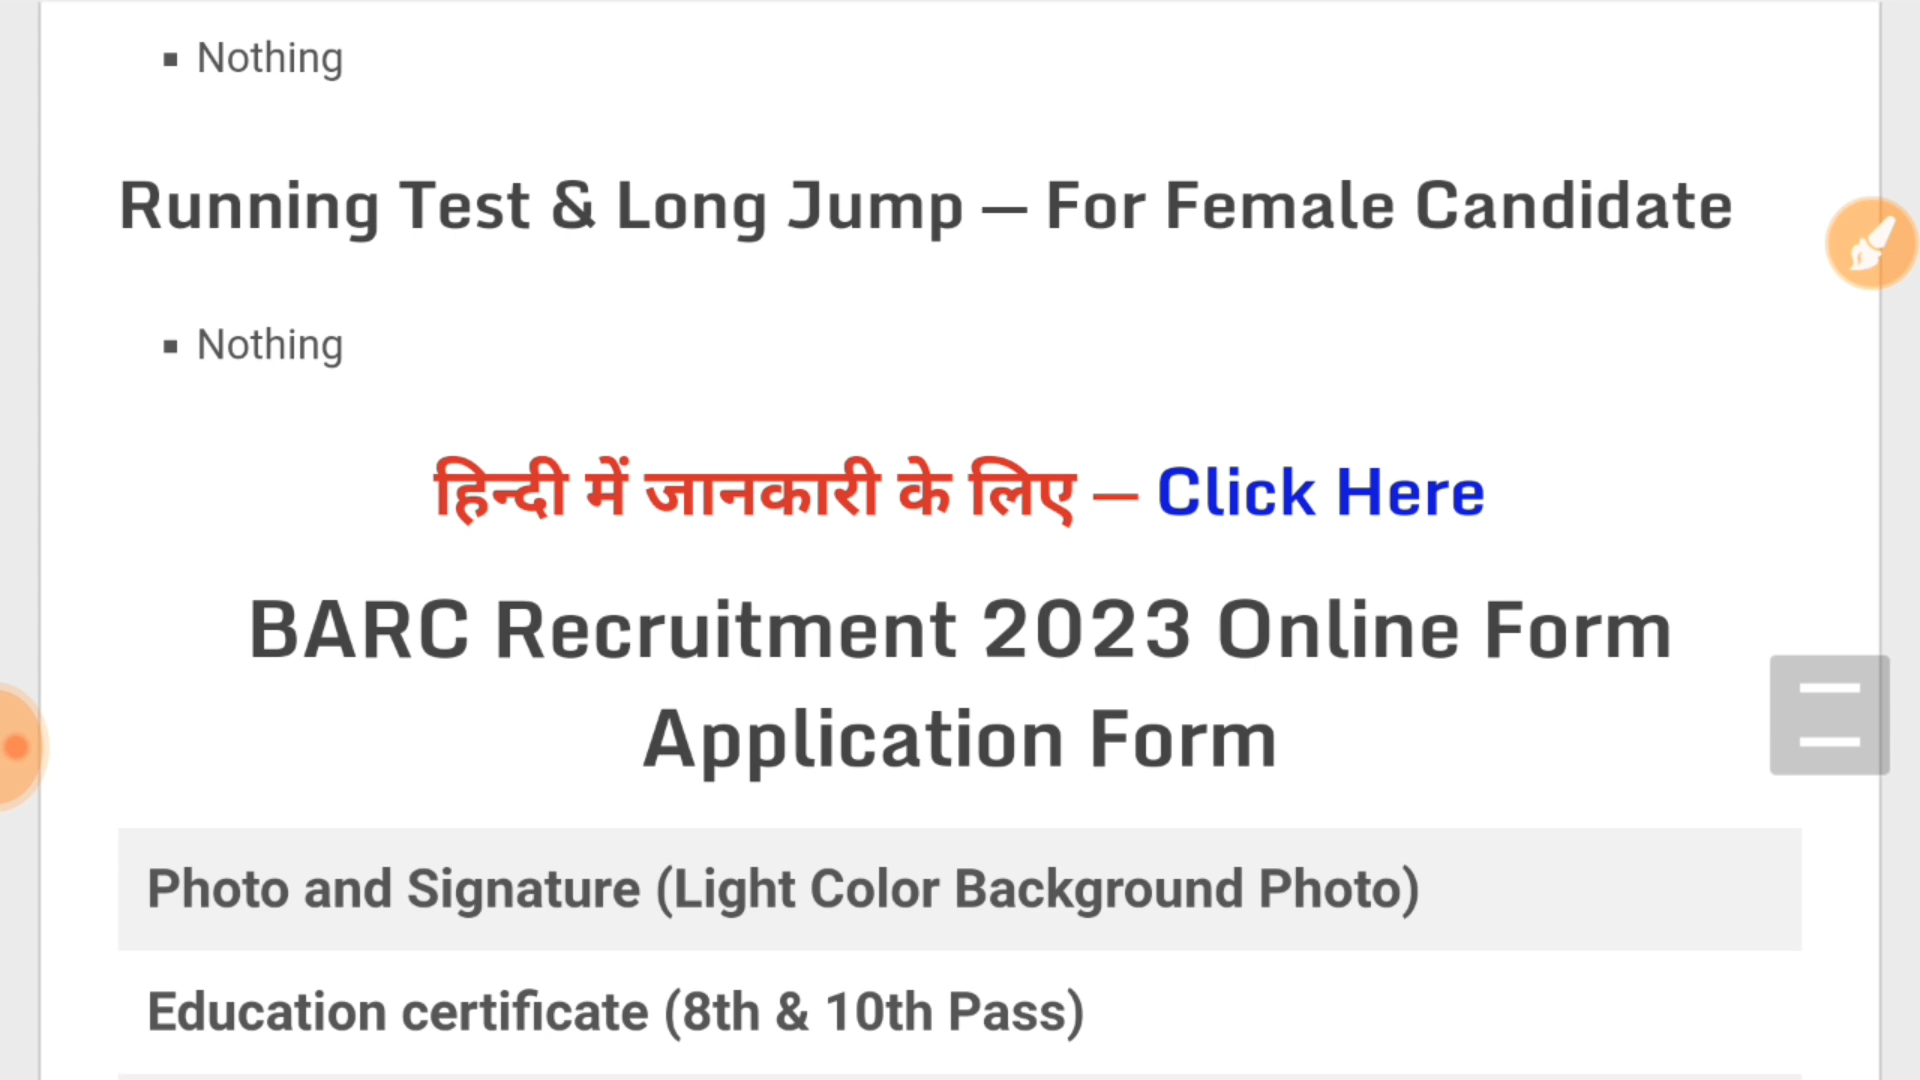 Nothing
Running Test & Long Jump – For Female Candidate
Nothing
हिन्दी में जानकारी के लिए – Click Here
BARC Recruitment 2023 Online Form
Application Form
Photo and Signature (Light Color Background Photo)
Education certificate (8th & 10th Pass)